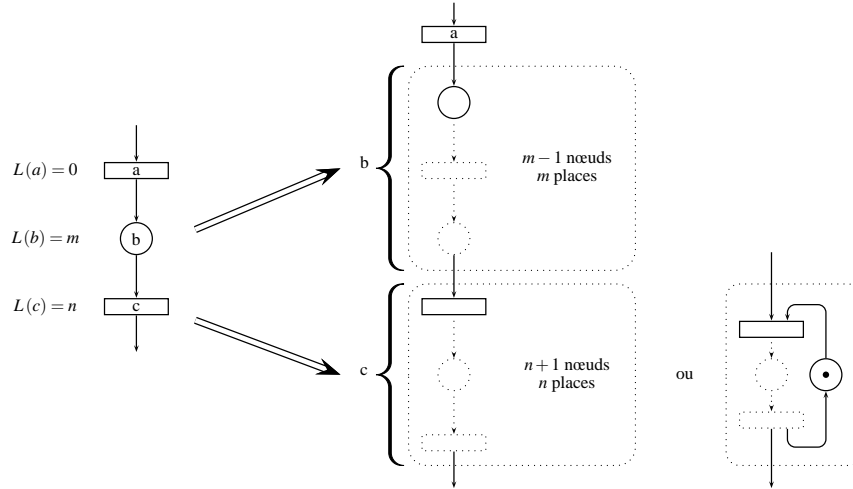 a
L(a) = 0
a
b
m − 1 nœuds
m places
L(b) = m
b
L(c) = n
c
c
n + 1 nœuds
n places
ou